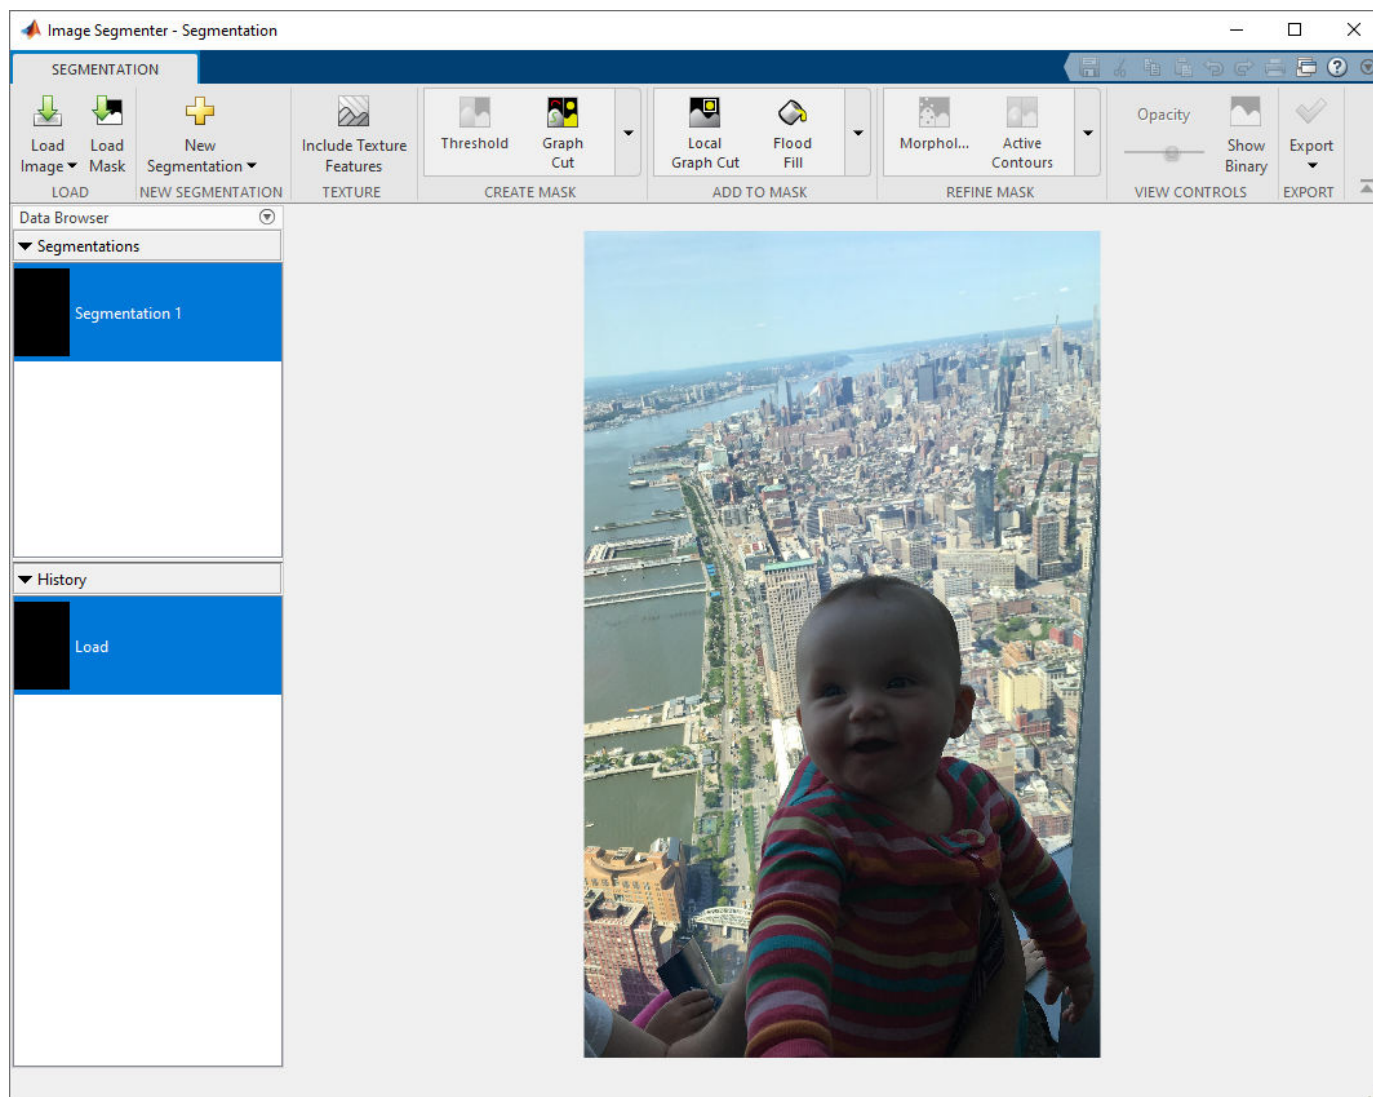 Image Segmenter - Segmentation
SEGMENTATION
Load
Image
Load
Mask
New
Segmentation
Include Texture
Features
Threshold
Graph
Cut
Local
Graph Cut
Flood
Fill
Morphol...
Active
Contours
Opacity
Show
Binary
Export
LOAD
NEW SEGMENTATION
TEXTURE
CREATE MASK
ADD TO MASK
REFINE MASK
VIEW CONTROLS
EXPORT
Data Browser
Segmentations
Segmentation 1
History
Load